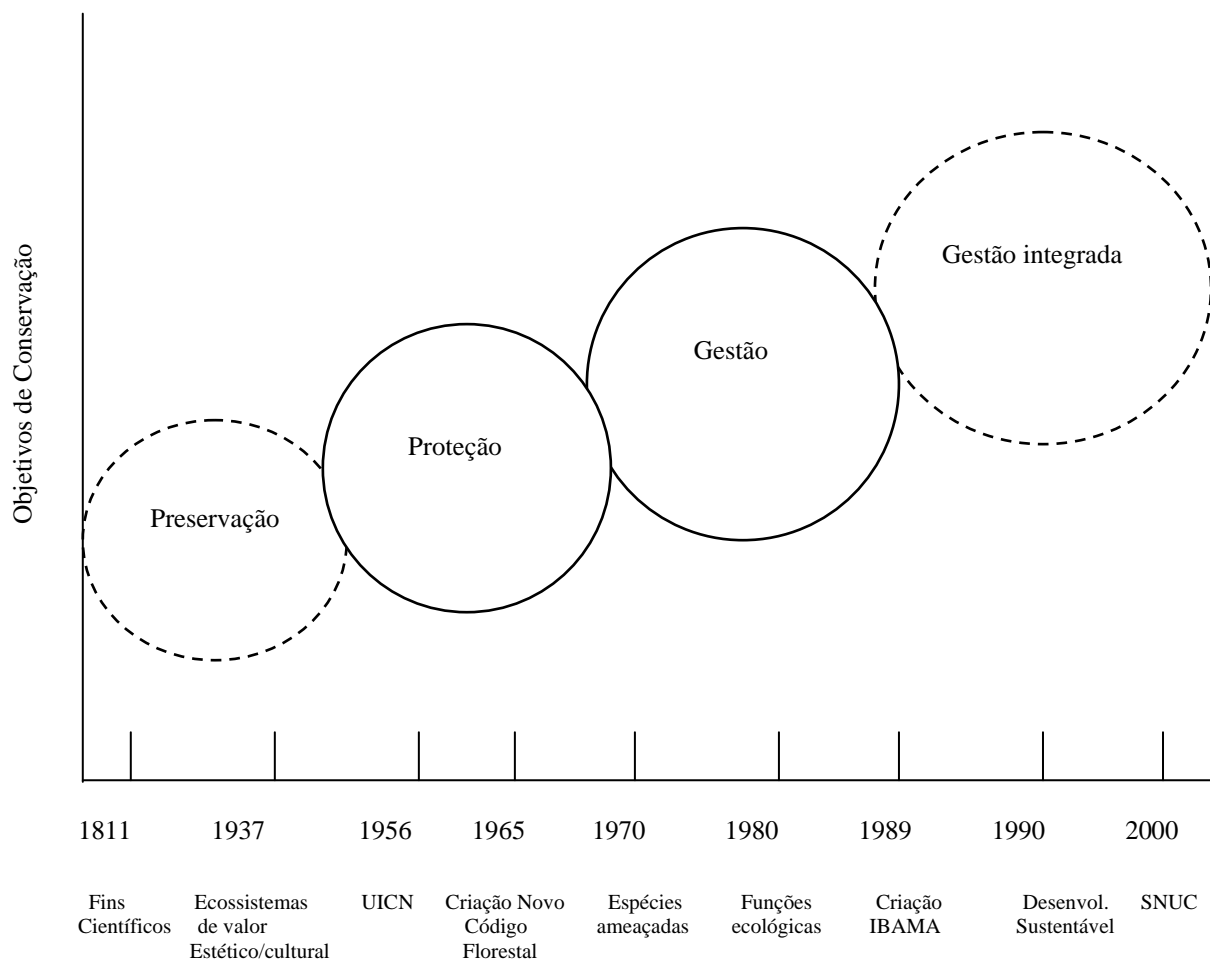 Objetivos de Conservação
Gestão integrada
Gestão
Proteção
Preservação
1811
1937
1956
1965
1970
1980
1989
1990
2000
Fins
Científicos
Ecossistemas
de valor
Estético/cultural
UICN
Criação Novo
Código
Florestal
Espécies
ameaçadas
Funções
ecológicas
Criação
IBAMA
Desenvol.
Sustentável
SNUC